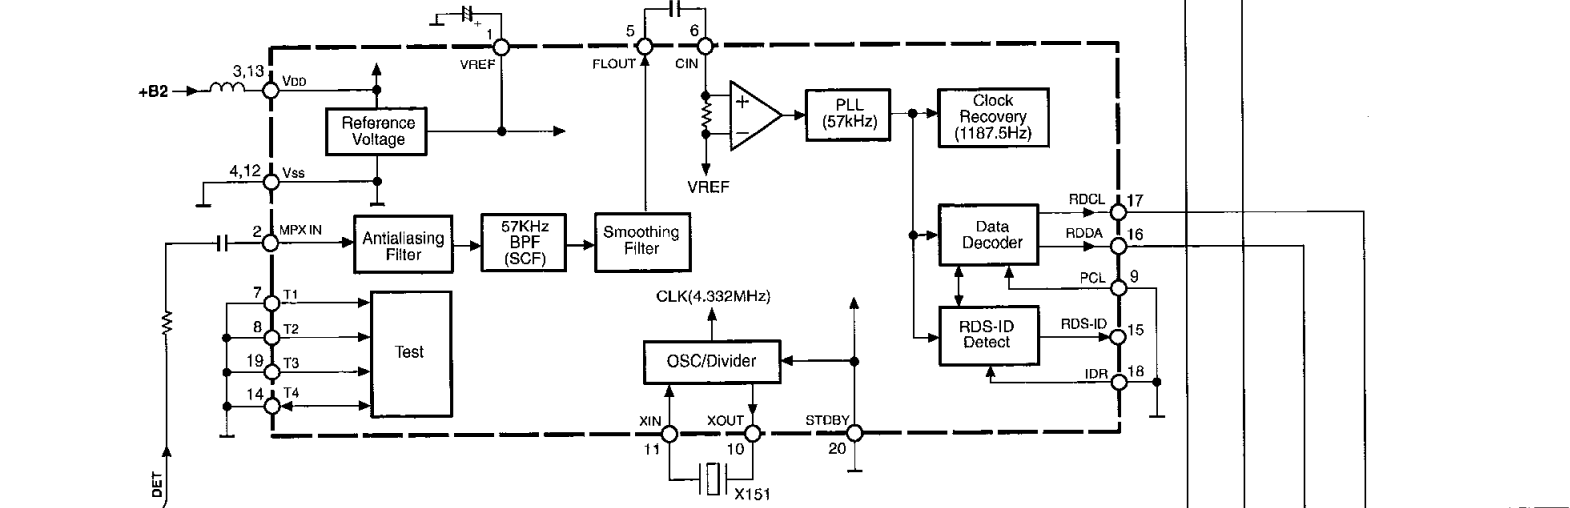 1
5
6
VREF
FLOUT
CIN
+B2
3,13
VDD
Reference
Voltage
PLL
(57kHz)
Clock
Recovery
(1187.5Hz)
4,12
Vss
VREF
2
MPX IN
Antialiasing
Filter
57KHz
BPF
(SCF)
Smoothing
Filter
Data
Decoder
RDCL
17
RDDA
16
PCL
9
7
T1
8
T2
19
T3
14
T4
Test
CLK(4.332MHz)
OSC/Divider
RDS-ID
Detect
RDS-ID
15
IDR
18
XIN
XOUT
STDBY
11
10
20
X151
DET
+
+
−